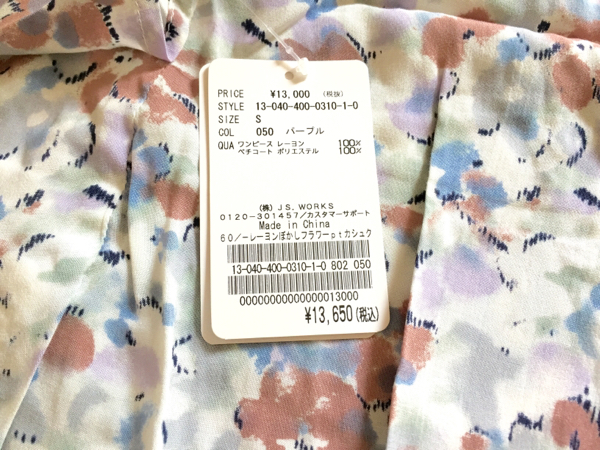 PRICE ¥13,000 (税抜)
STYLE 13-040-400-0310-1-0
SIZE S
COL 050 パープル
QUA ワンピース レーヨン 100%
ペチコート ポリエステル 100%
(株) J.S.WORKS
0120-301457/カスタマーサポート
Made in China
60/-レーヨンぼかしフラワーptカシュク
13-040-400-0310-1-0 802 050
00000000000000013000
¥13,650(税込)